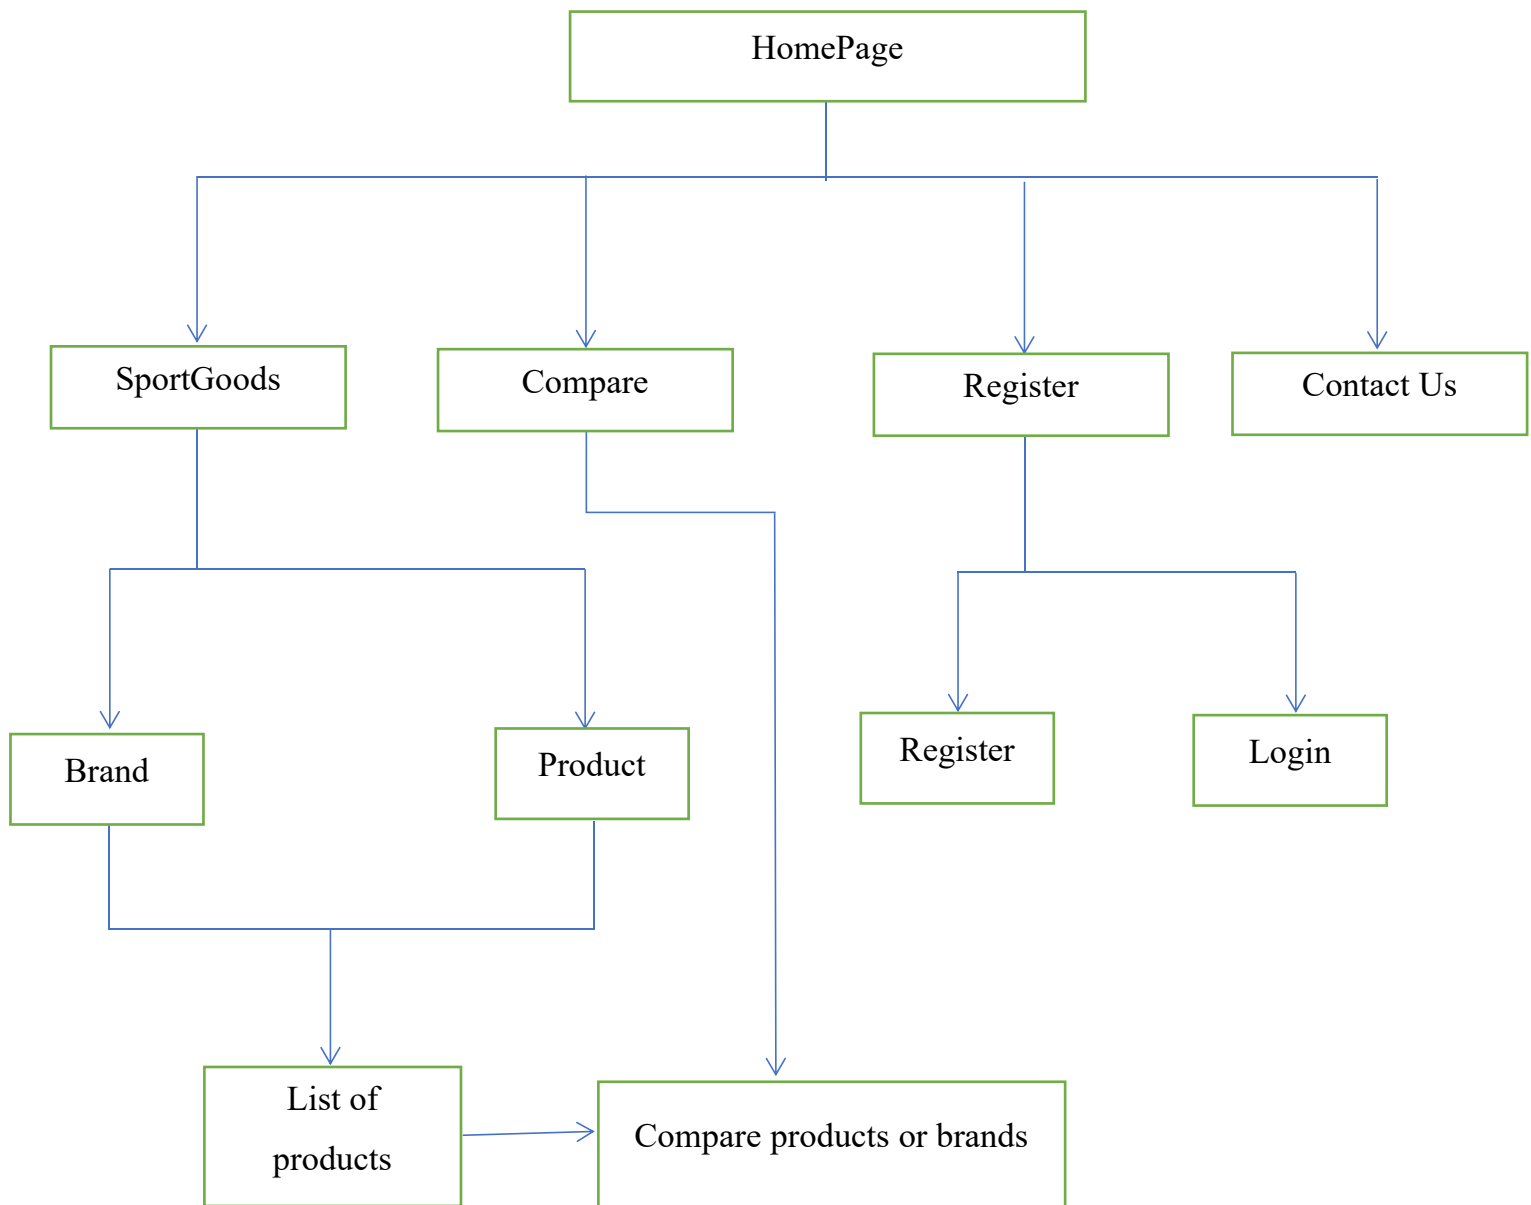 HomePage
SportGoods
Compare
Register
Contact Us
Brand
Product
Register
Login
List of
products
Compare products or brands